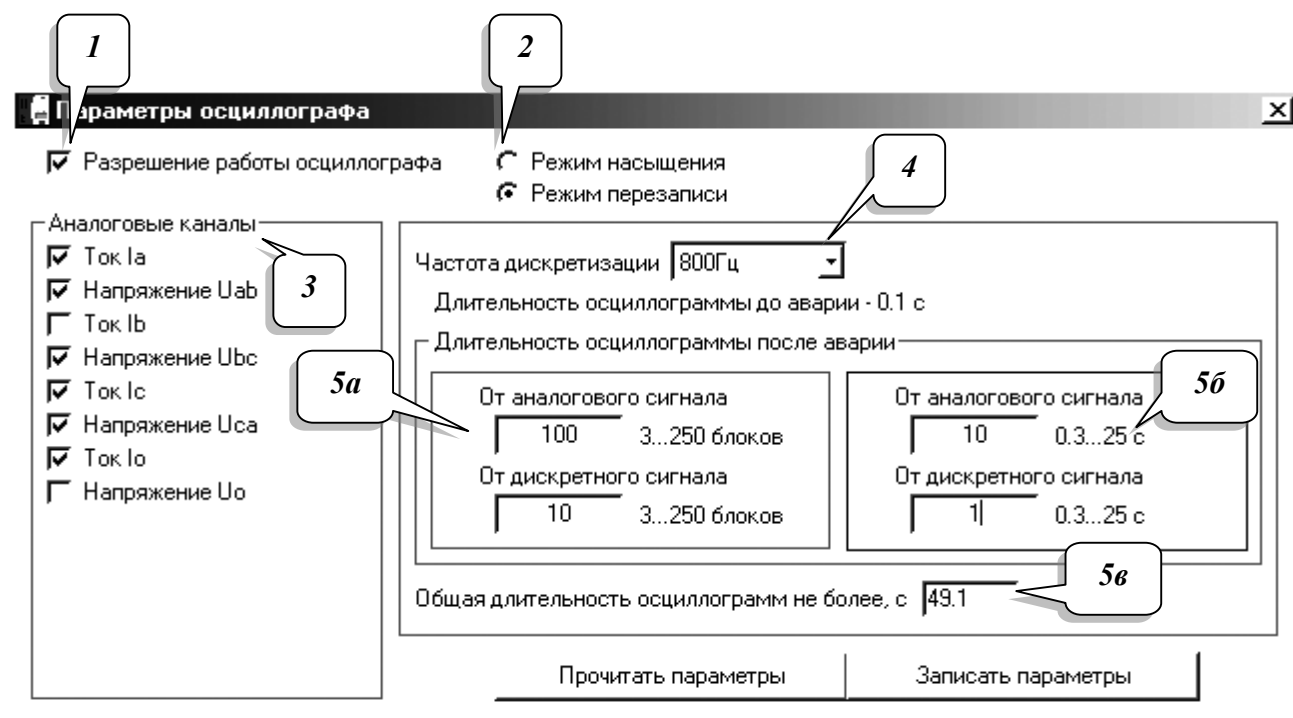 1
2
Параметры осциллографа
Разрешение работы осциллографа
Режим насыщения
Режим перезаписи
4
Аналоговые каналы
Ток Ia
Напряжение Uab
Ток Ib
Напряжение Ubc
Ток Ic
Напряжение Uca
Ток Io
Напряжение Uo
3
Частота дискретизации 800Гц
Длительность осциллограммы до аварии - 0.1 с
Длительность осциллограммы после аварии
5а
От аналогового сигнала
100 3...250 блоков
От дискретного сигнала
10 3...250 блоков
5б
От аналогового сигнала
10 0.3...25 с
От дискретного сигнала
1 0.3...25 с
5в
Общая длительность осциллограмм не более, с 49.1
Прочитать параметры
Записать параметры